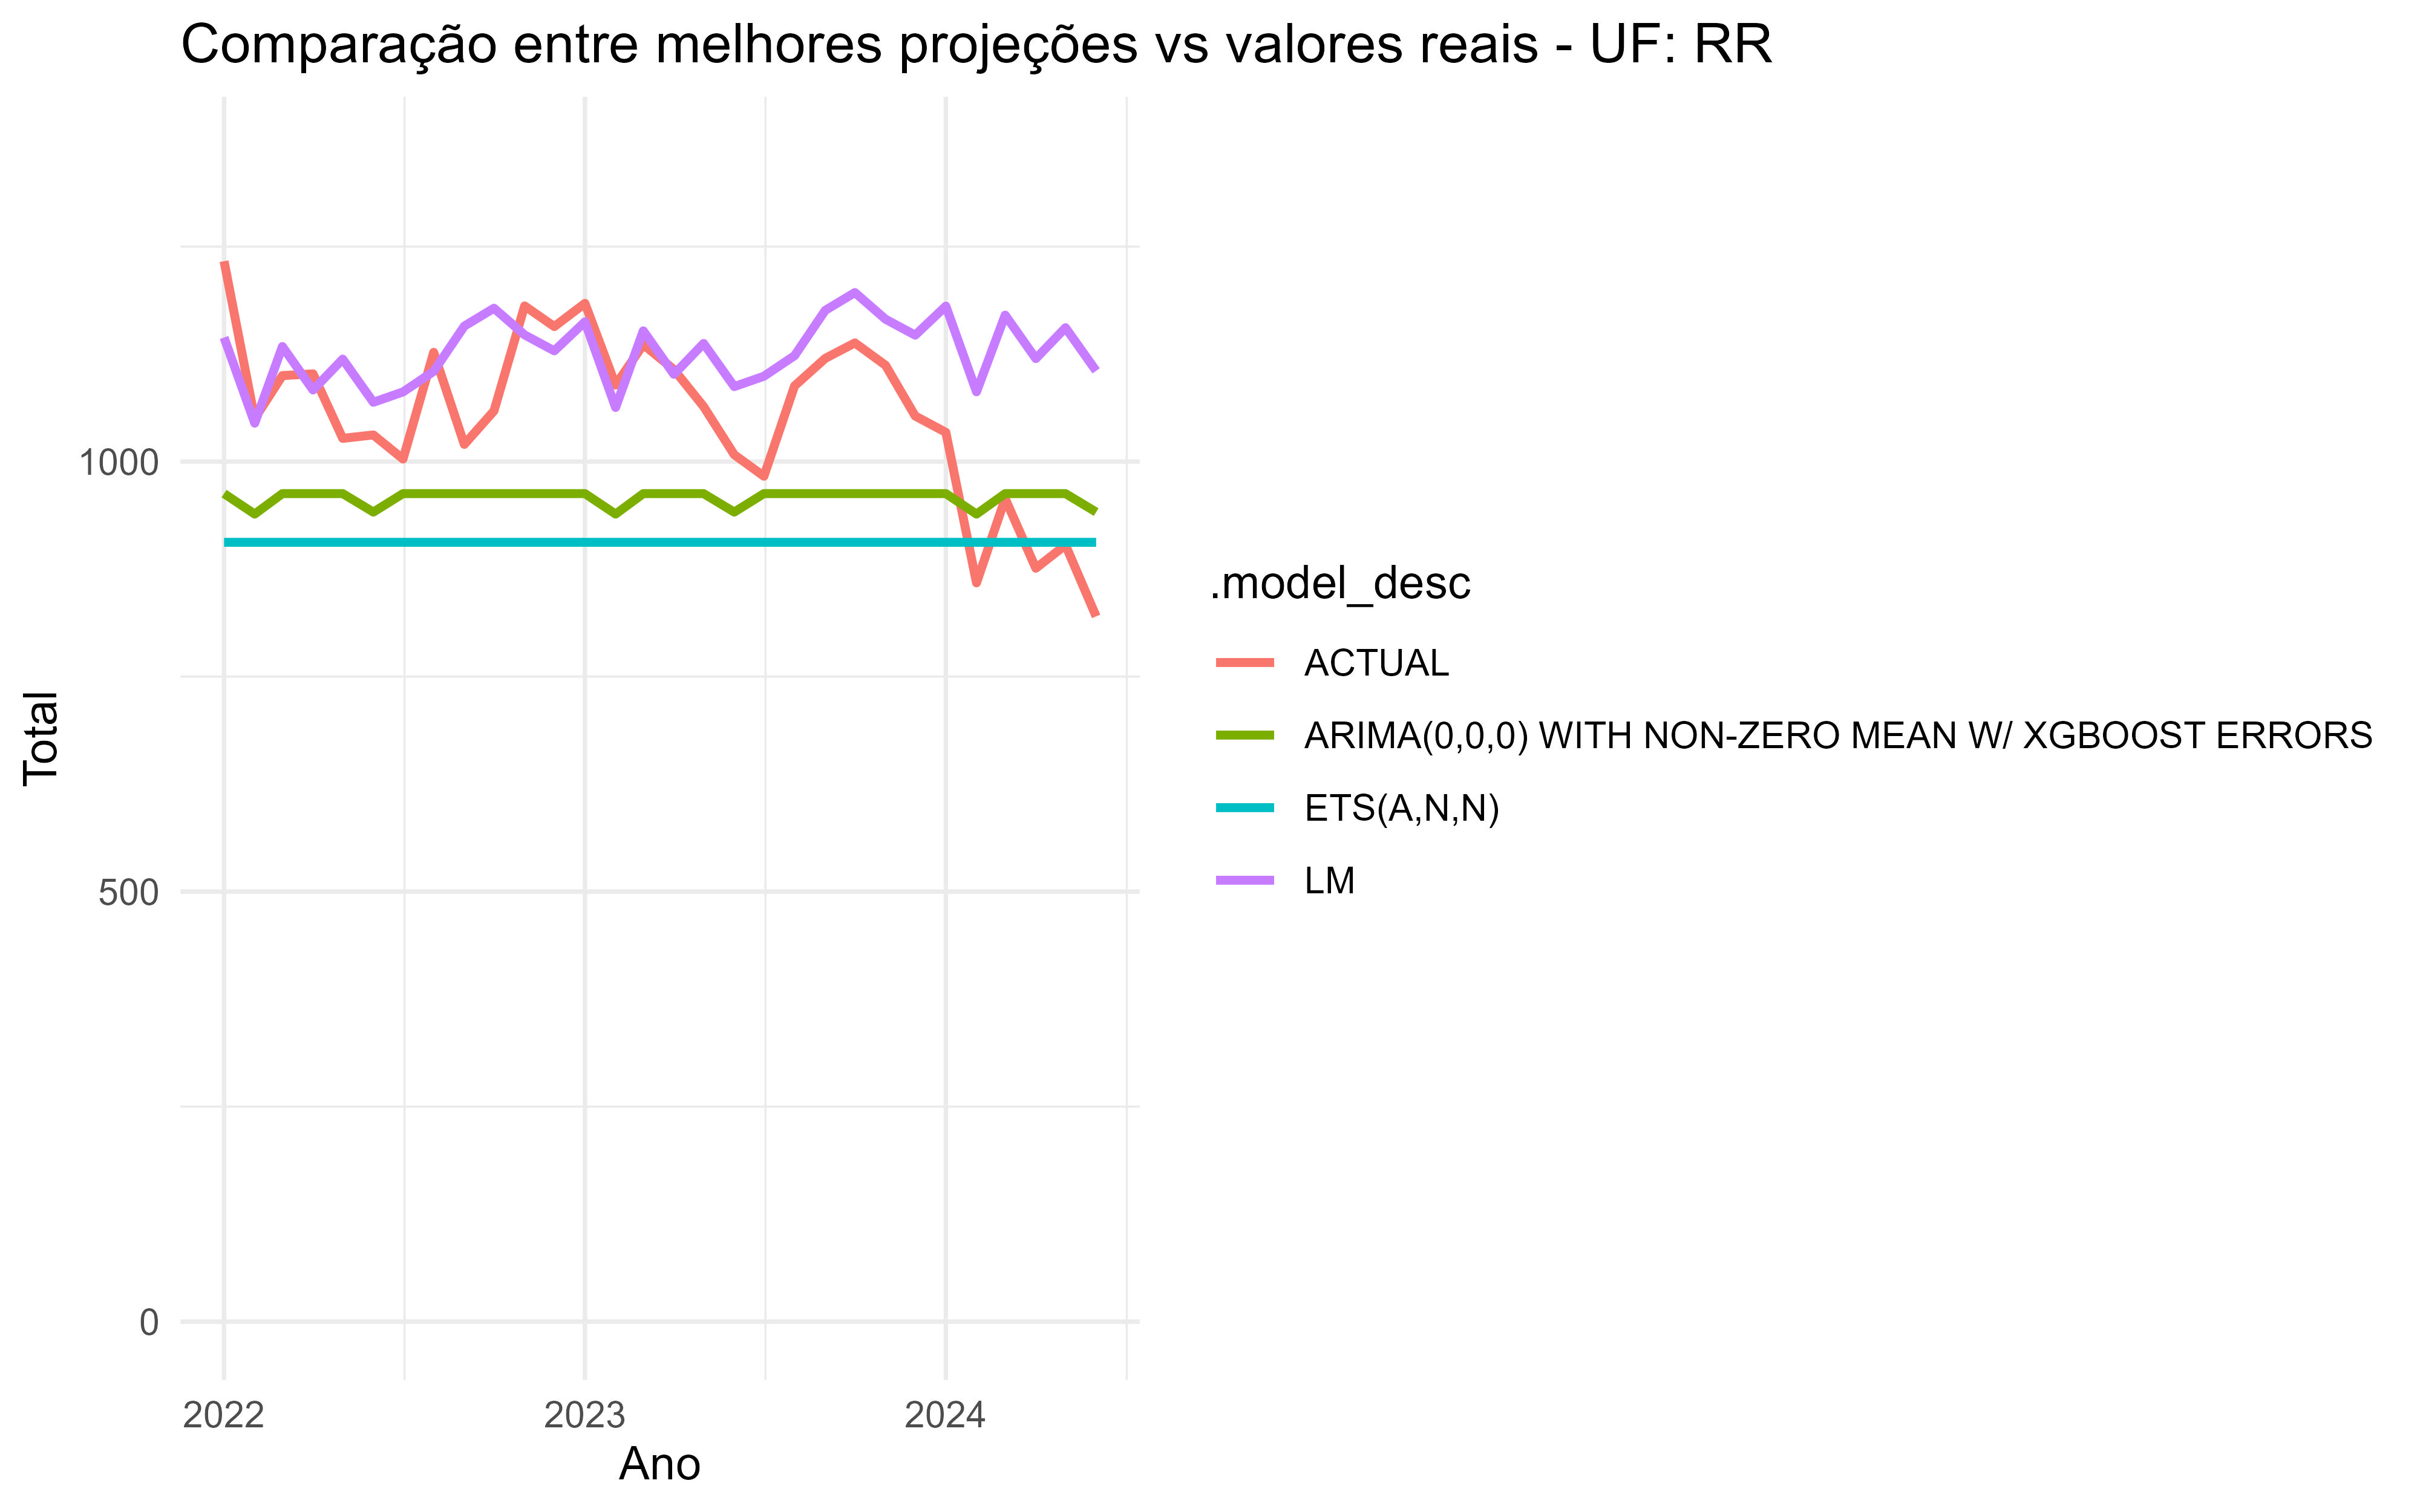 Comparação entre melhores projeções vs valores reais - UF: RR
Total
1000
500
0
2022
2023
2024
Ano
.model_desc
ACTUAL
ARIMA(0,0,0) WITH NON-ZERO MEAN W/ XGBOOST ERRORS
ETS(A,N,N)
LM